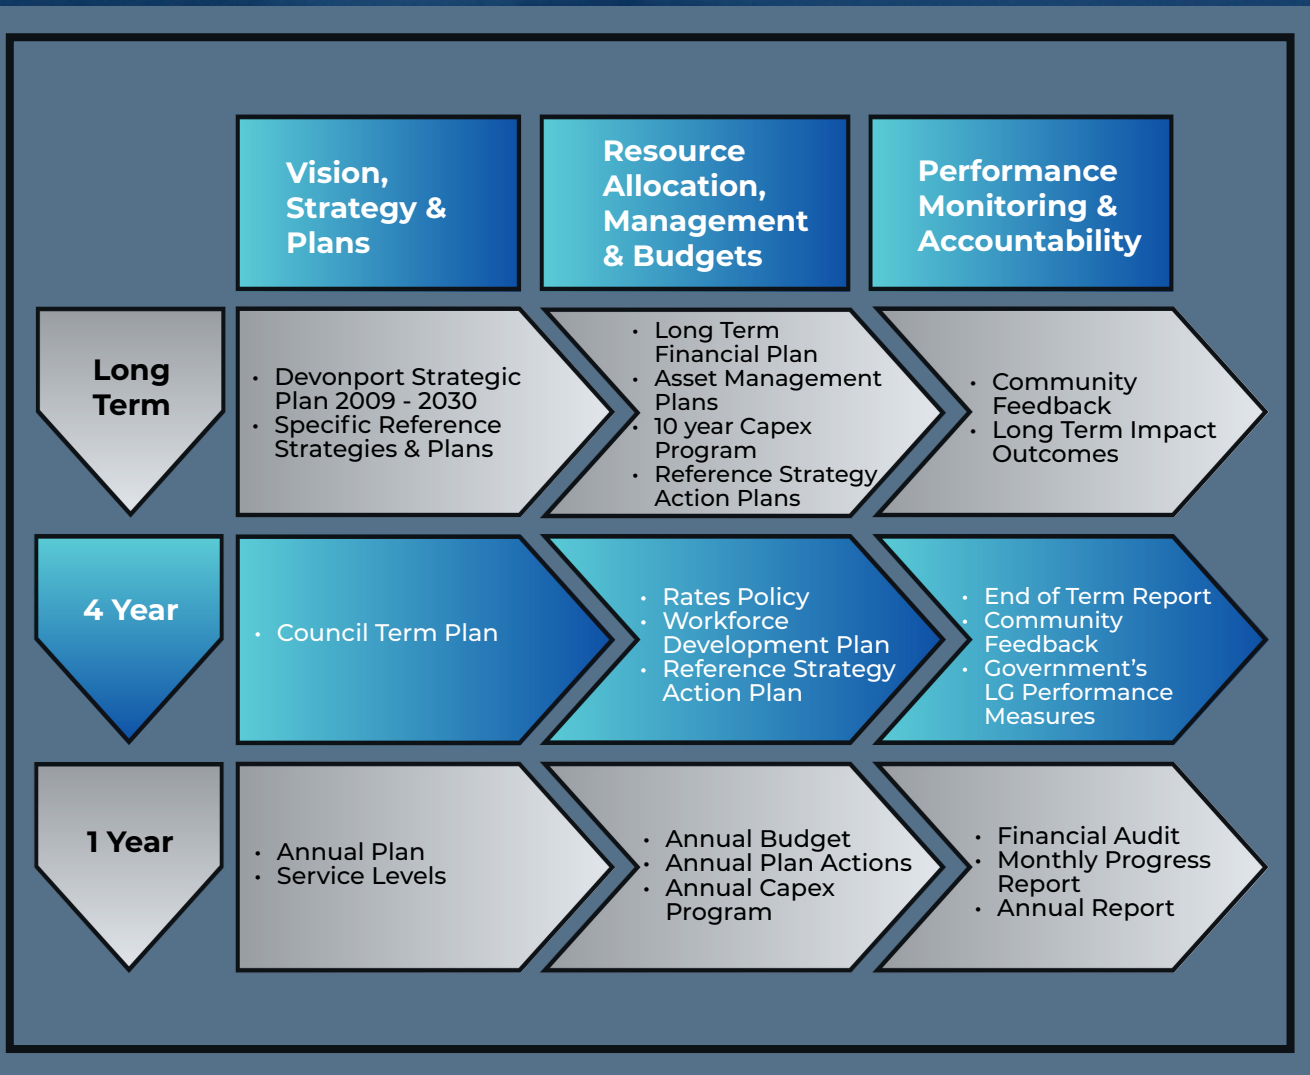 Vision,
Strategy &
Plans
Resource
Allocation,
Management
& Budgets
Performance
Monitoring &
Accountability
Long
Term
• Devonport Strategic
Plan 2009 - 2030
• Specific Reference
Strategies & Plans
• Long Term
Financial Plan
• Asset Management
Plans
• 10 year Capex
Program
• Reference Strategy
Action Plans
• Community
Feedback
• Long Term Impact
Outcomes
4 Year
• Council Term Plan
• Rates Policy
• Workforce
Development Plan
• Reference Strategy
Action Plan
• End of Term Report
• Community
Feedback
• Government’s
LG Performance
Measures
1 Year
• Annual Plan
• Service Levels
• Annual Budget
• Annual Plan Actions
• Annual Capex
Program
• Financial Audit
• Monthly Progress
Report
• Annual Report